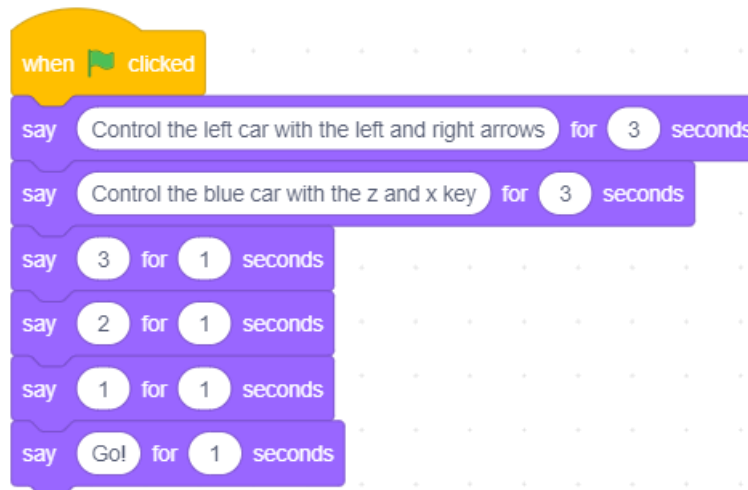 when clicked
say Control the left car with the left and right arrows for 3 seconds
say Control the blue car with the z and x key for 3 seconds
say 3 for 1 seconds
say 2 for 1 seconds
say 1 for 1 seconds
say Go! for 1 seconds